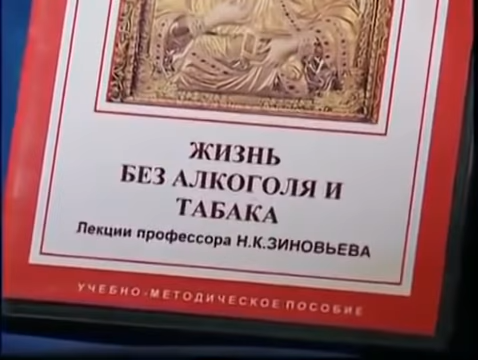 ЖИЗНЬ
БЕЗ АЛКОГОЛЯ И
ТАБАКА
Лекции профессора Н.К.ЗИНОВЬЕВА
УЧЕБНО-МЕТОДИЧЕСКОЕ ПОСОБИЕ